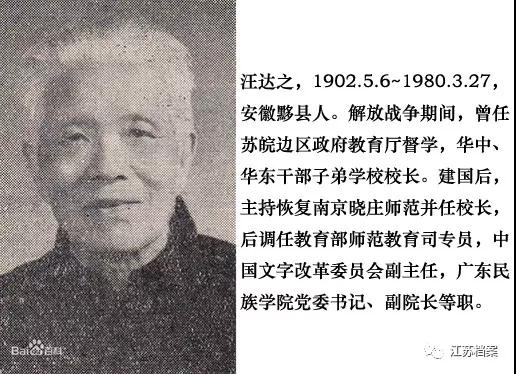 汪达之，1902.5.6~1980.3.27，
安徽黟县人。解放战争期间，曾任
苏皖边区政府教育厅督学，华中、
华东干部子弟学校校长。建国后，
主持恢复南京晓庄师范并任校长，
后调任教育部师范教育司专员，中
国文字改革委员会副主任，广东民
族学院党委书记、副院长等职。
Bai百科
江苏档案